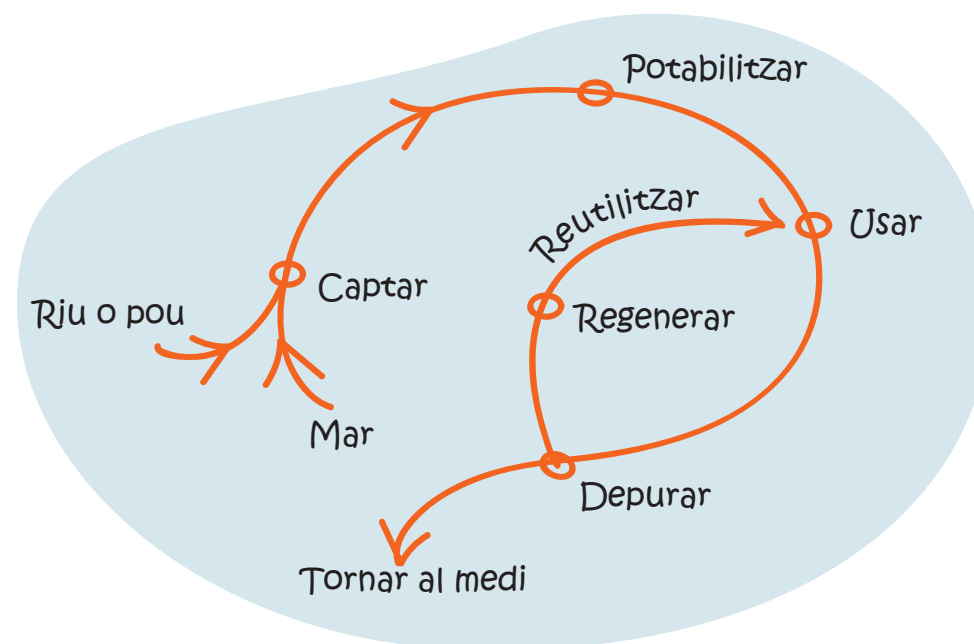 Potabilitzar
Reutilitzar
Usar
Captar
Riu o pou
Regenerar
Mar
Depurar
Tornar al medi